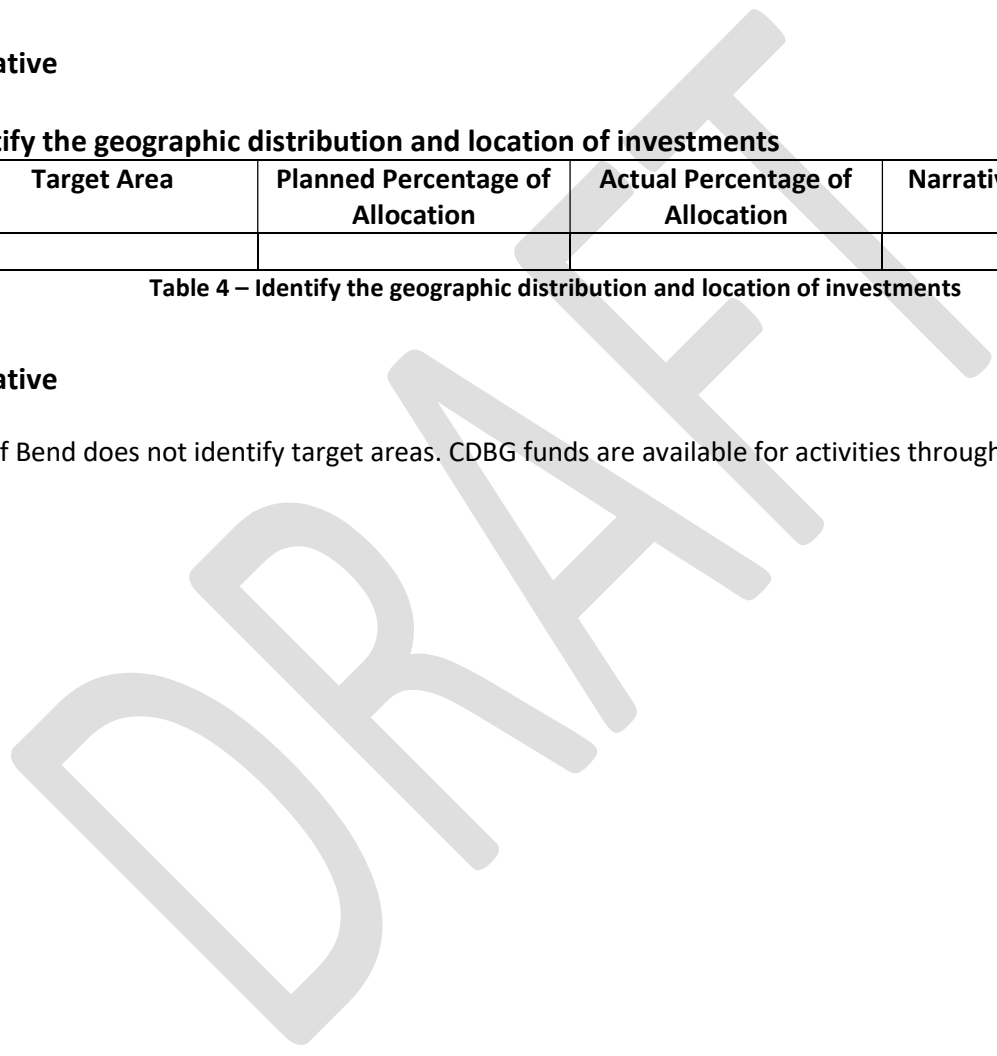 ative
tify the geographic distribution and location of investments
Target Area Planned Percentage of Allocation Actual Percentage of Allocation Narrativ
Table 4 – Identify the geographic distribution and location of investments
ative
f Bend does not identify target areas. CDBG funds are available for activities through
DRAFT